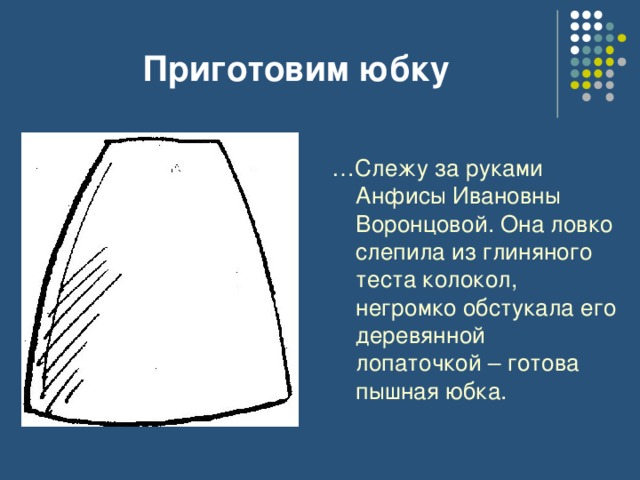 Приготовим юбку
…Слежу за руками
Анфисы Ивановны
Воронцовой. Она ловко
слепила из глиняного
теста колокол,
негромко обстукала его
деревянной
лопаточкой – готова
пышная юбка.